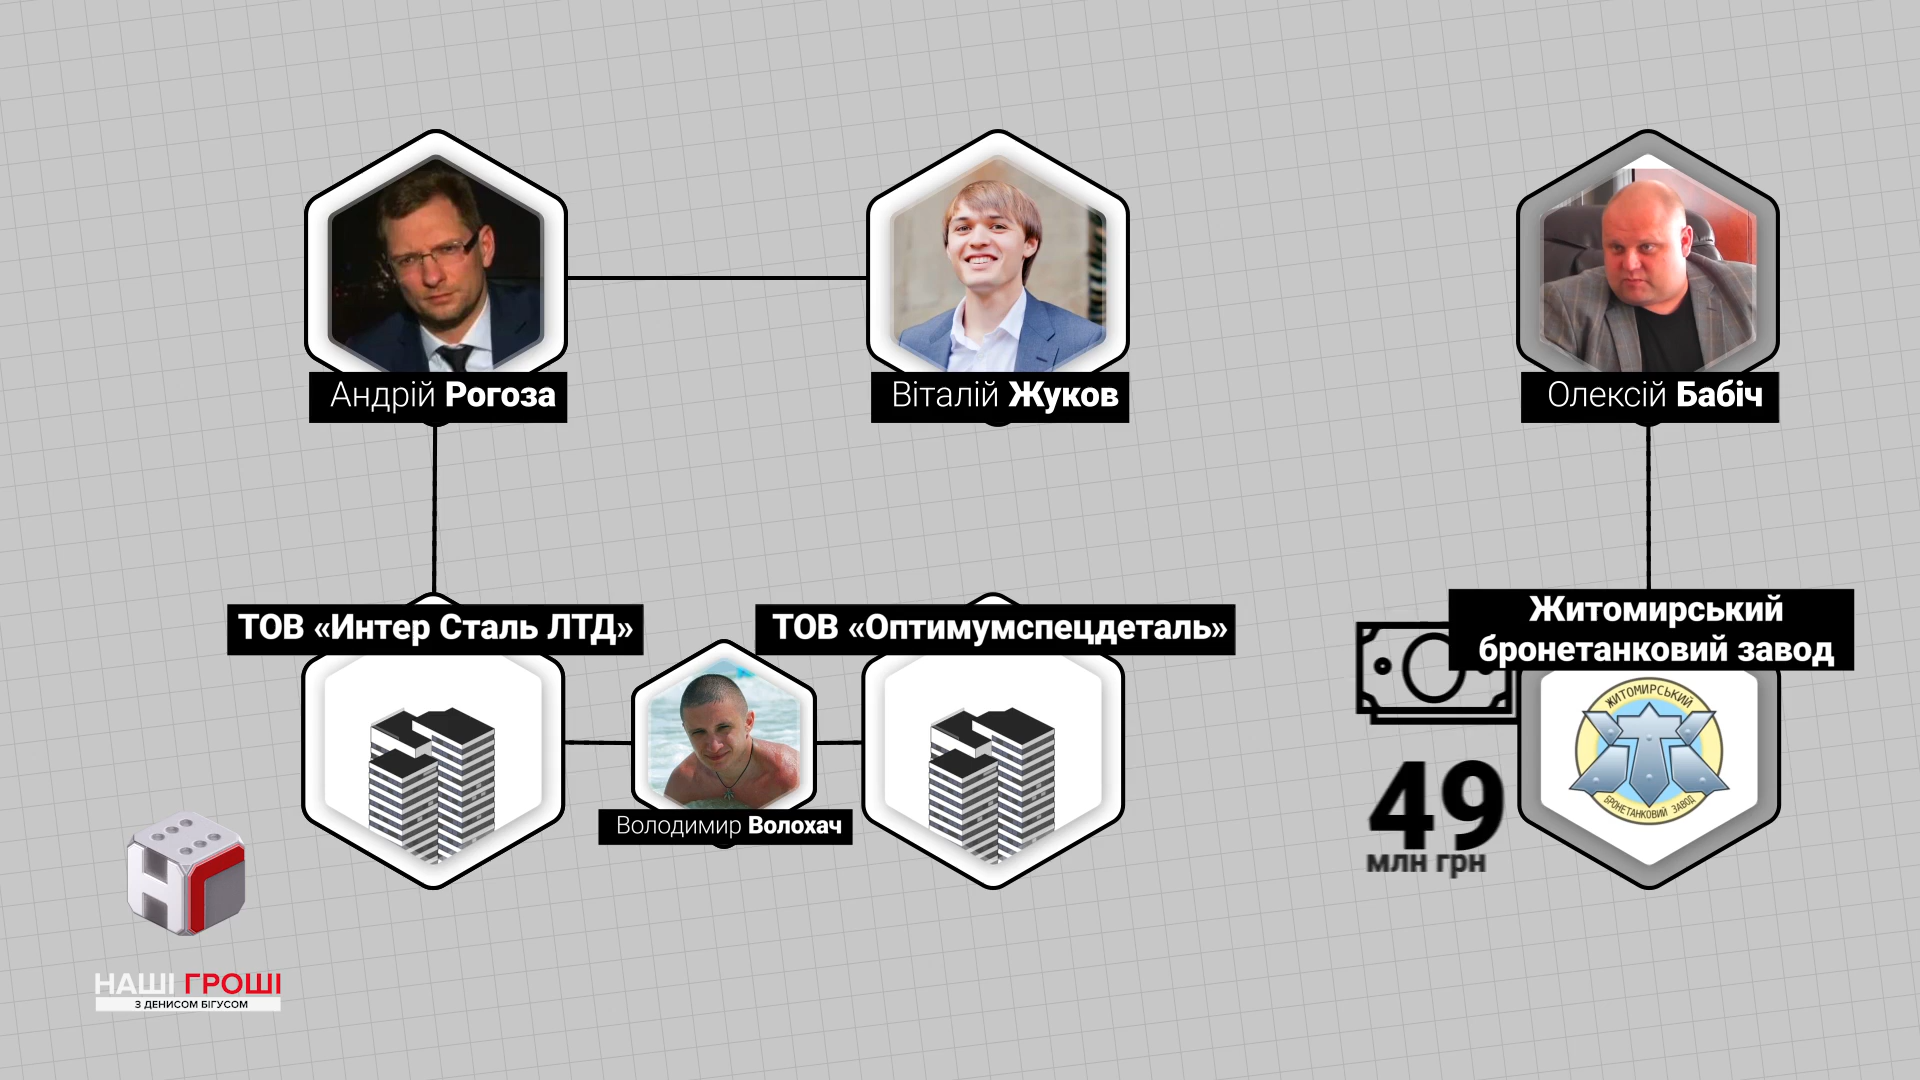 Андрій Рогоза
Віталій Жуков
Олексій Бабіч
ТОВ «Интер Сталь ЛТД»
ТОВ «Оптимумспецдеталь»
Житомирський
бронетанковий завод
ЖИТОМИРСЬКИЙ
БРОНЕТАНКОВИЙ ЗАВОД
Володимир Волохач
49
млн грн
НГ
НАШІ ГРОШІ
З ДЕНИСОМ БІГУСОМ